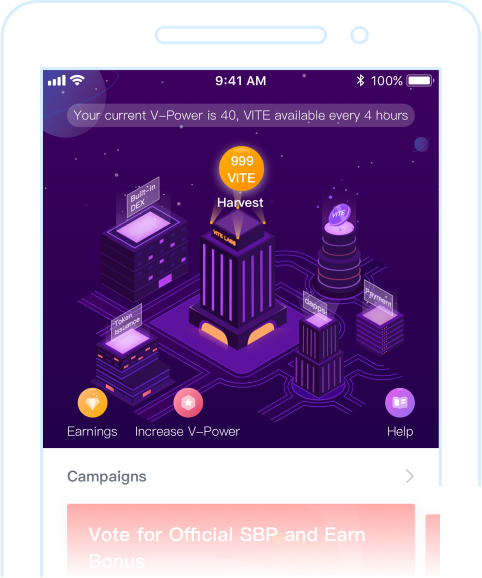 9:41 AM 100%
Your current V-Power is 40, VITE available every 4 hours
999
VITE
Harvest
Built-in
DEX
VITE
VITE LABS
Token
Issuance
dapps
Payment
Earnings Increase V-Power Help
Campaigns
Vote for Official SBP and Earn
Bonus